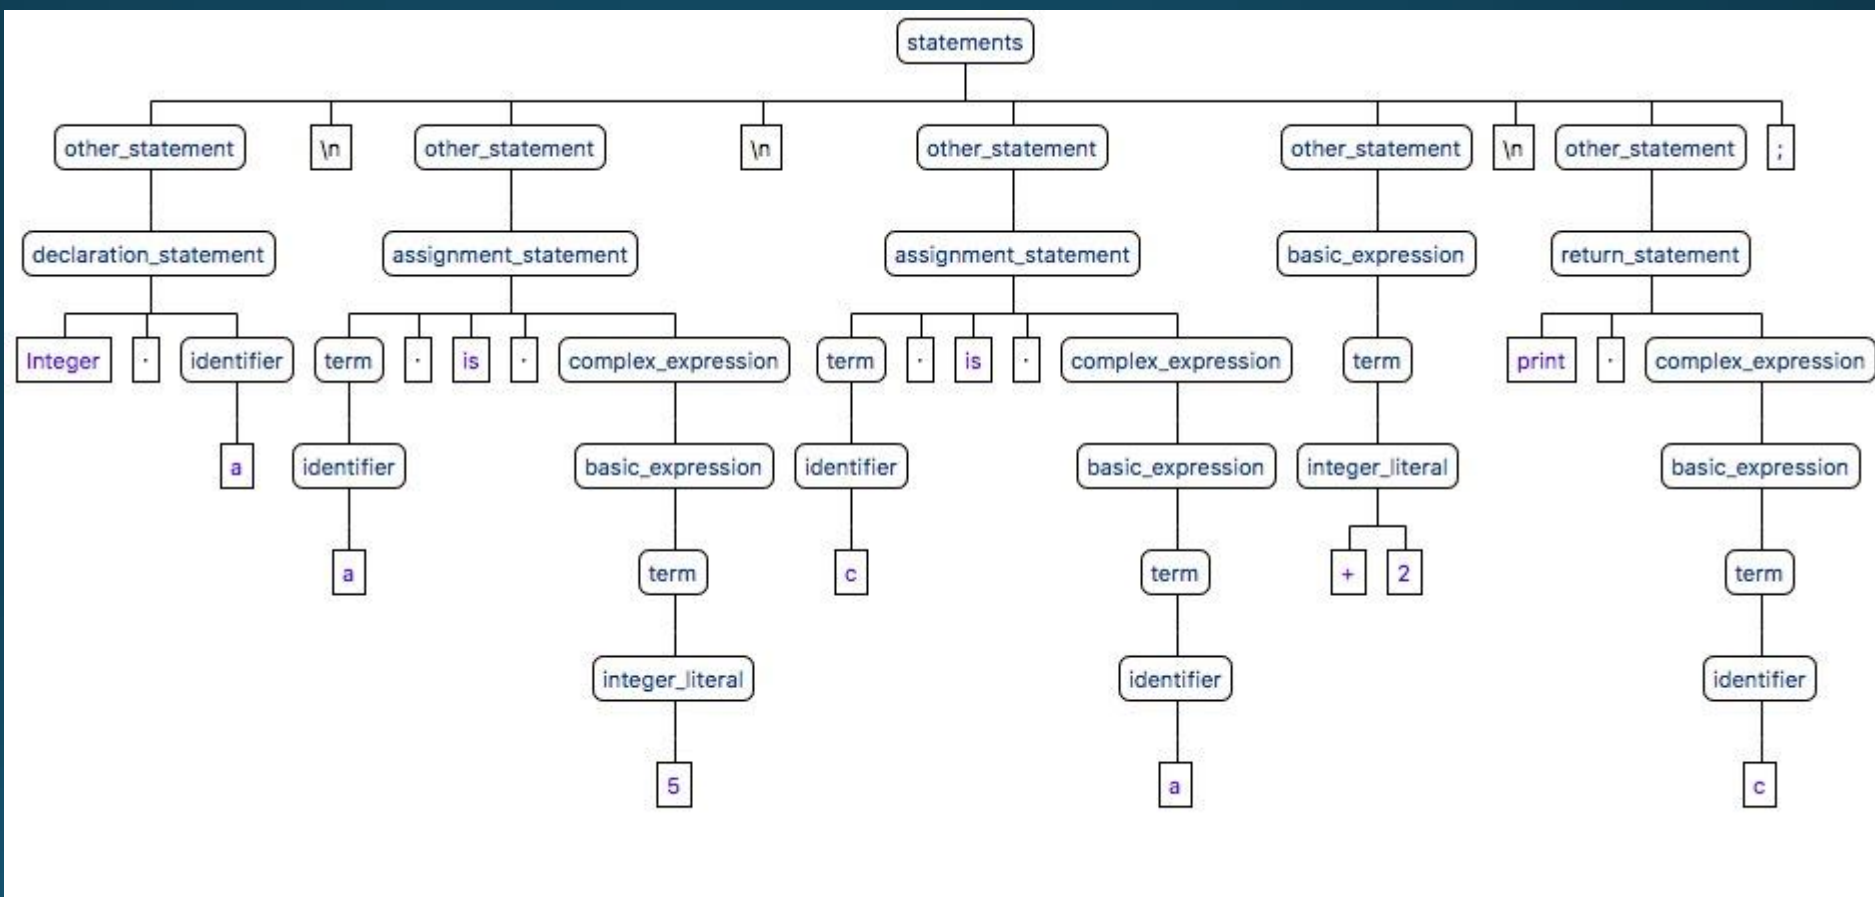 statements
other_statement \n other_statement \n other_statement other_statement \n other_statement ;
declaration_statement assignment_statement assignment_statement basic_expression return_statement
Integer · identifier term · is · complex_expression term · is · complex_expression term print · complex_expression
a identifier basic_expression identifier basic_expression integer_literal basic_expression
a term c term + 2 term
integer_literal identifier identifier
5 a c